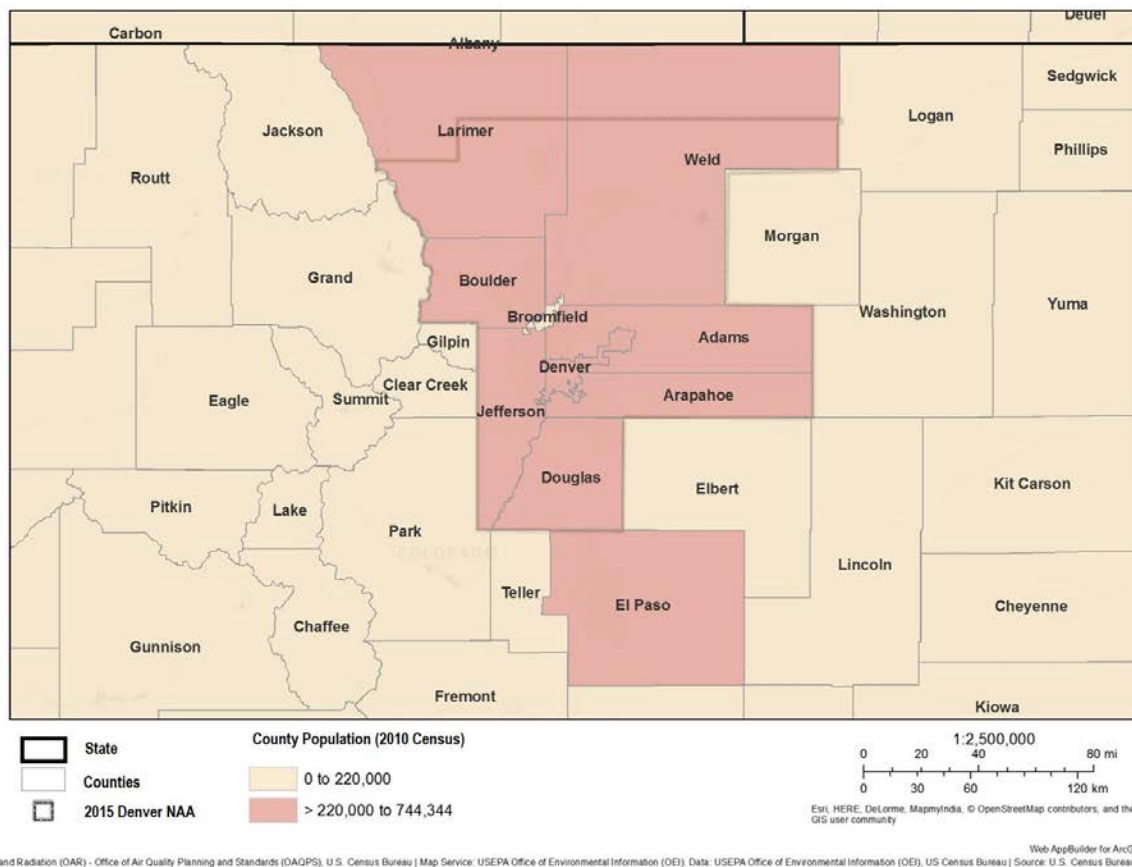 Deuel
Carbon
Albany
Sedgwick
Logan
Jackson
Larimer
Phillips
Weld
Routt
Morgan
Grand
Boulder
Yuma
Washington
Broomfield
Adams
Gilpin
Denver
Clear Creek
Arapahoe
Eagle
Summit
Jefferson
Douglas
Kit Carson
Elbert
Pitkin
Lake
Park
COLORADO
Lincoln
Teller
El Paso
Cheyenne
Chaffee
Gunnison
Fremont
Kiowa
State
County Population (2010 Census)
1:2,500,000
0 20 40 80 mi
Counties
0 to 220,000
0 30 60 120 km
2015 Denver NAA
> 220,000 to 744,344
Esri, HERE, DeLorme, MapmyIndia, © OpenStreetMap contributors, and the
GIS user community
Web AppBuilder for ArcG
and Radiation (OAR) - Office of Air Quality Planning and Standards (OAQPS), U.S. Census Bureau | Map Service: USEPA Office of Environmental Information (OEI). Data: USEPA Office of Environmental Information (OEI), US Census Bureau | Source: U.S. Census Bureau